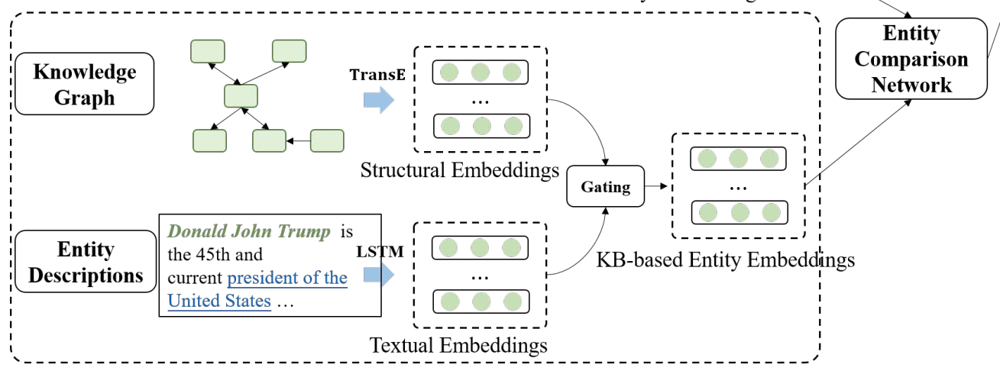 Knowledge
Graph
TransE
...
Structural Embeddings
Entity
Comparison
Network
Gating
...
KB-based Entity Embeddings
Entity
Descriptions
Donald John Trump is
the 45th and
current president of the
United States ...
LSTM
...
Textual Embeddings